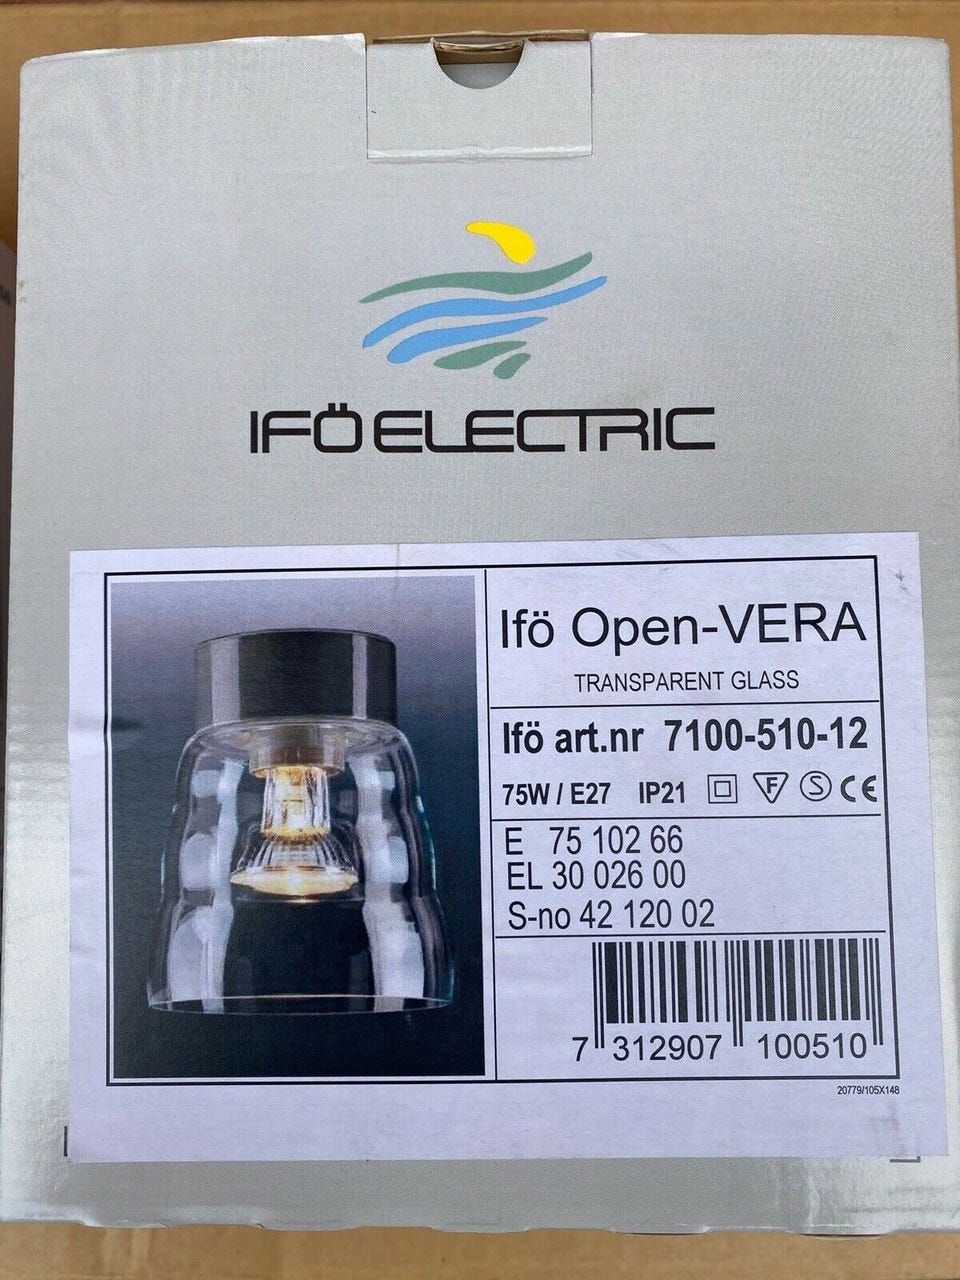 IFÖ ELECTRIC
Ifö Open-VERA
TRANSPARENT GLASS
Ifö art.nr 7100-510-12
75W / E27 IP21 F S CE
E 75 102 66
EL 30 026 00
S-no 42 120 02
7 312907 100510
20779/105X148